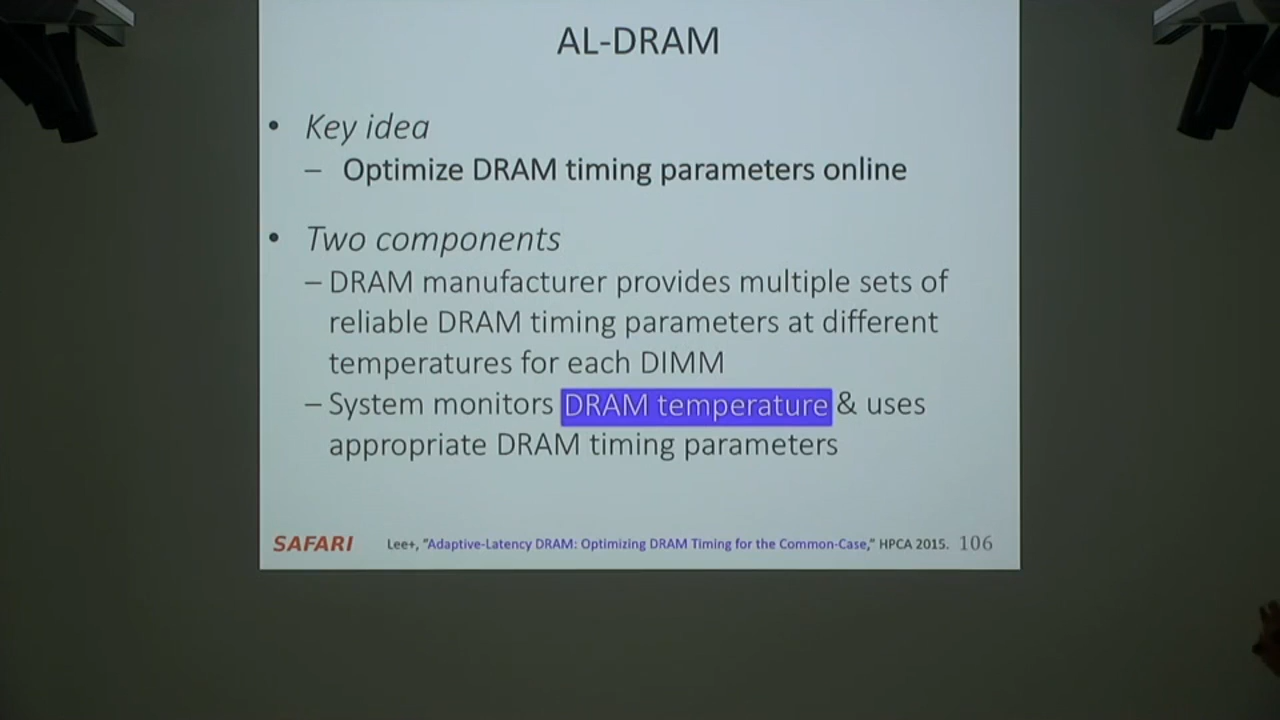 AL-DRAM
• Key idea
– Optimize DRAM timing parameters online
• Two components
– DRAM manufacturer provides multiple sets of
reliable DRAM timing parameters at different
temperatures for each DIMM
– System monitors DRAM temperature & uses
appropriate DRAM timing parameters
SAFARI Lee+, "Adaptive-Latency DRAM: Optimizing DRAM Timing for the Common-Case," HPCA 2015. 106